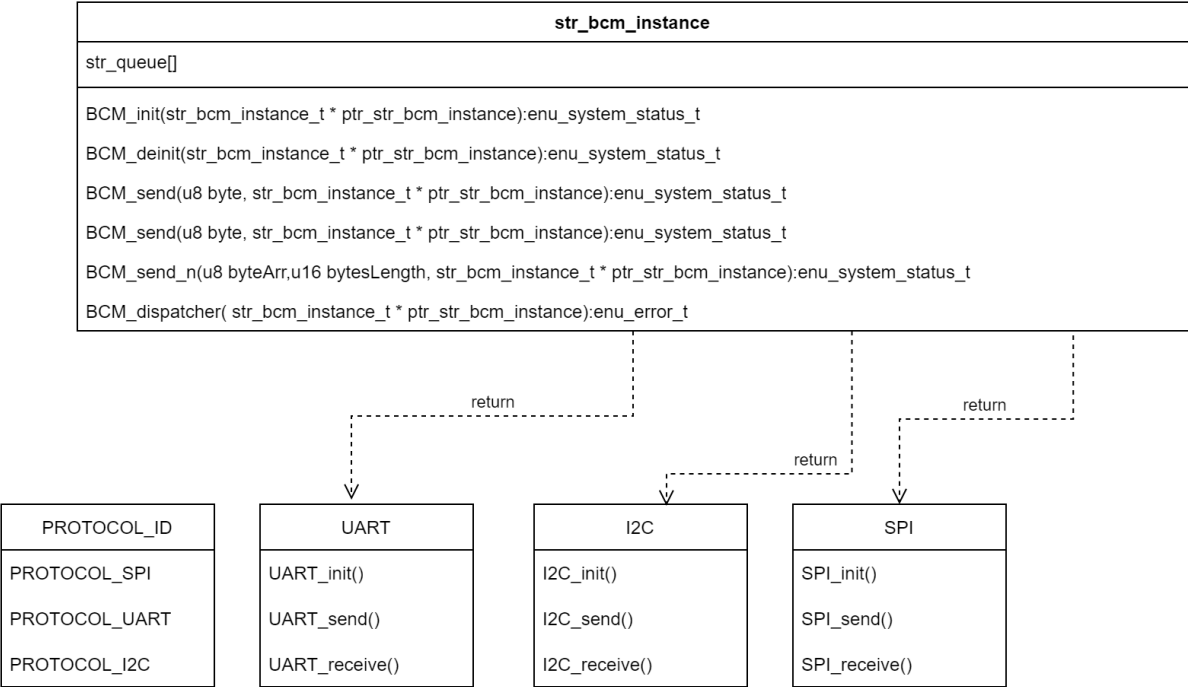 str_bcm_instance
str_queue[]
BCM_init(str_bcm_instance_t * ptr_str_bcm_instance):enu_system_status_t
BCM_deinit(str_bcm_instance_t * ptr_str_bcm_instance):enu_system_status_t
BCM_send(u8 byte, str_bcm_instance_t * ptr_str_bcm_instance):enu_system_status_t
BCM_send(u8 byte, str_bcm_instance_t * ptr_str_bcm_instance):enu_system_status_t
BCM_send_n(u8 byteArr,u16 bytesLength, str_bcm_instance_t * ptr_str_bcm_instance):enu_system_status_t
BCM_dispatcher( str_bcm_instance_t * ptr_str_bcm_instance):enu_error_t
return
return
return
PROTOCOL_ID
PROTOCOL_SPI
PROTOCOL_UART
PROTOCOL_I2C
UART
UART_init()
UART_send()
UART_receive()
I2C
I2C_init()
I2C_send()
I2C_receive()
SPI
SPI_init()
SPI_send()
SPI_receive()